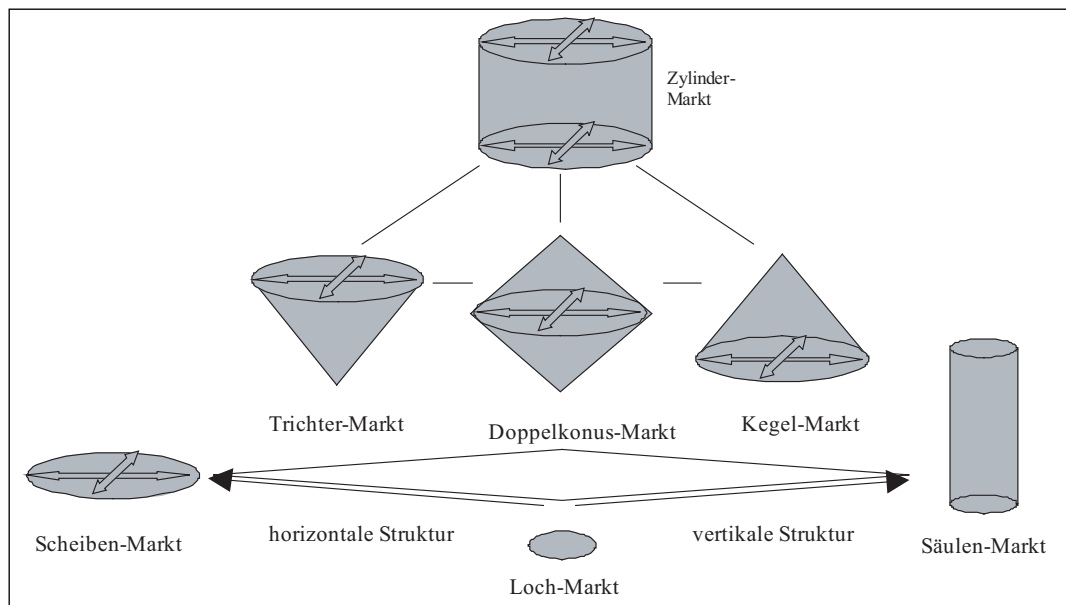 Zylinder-
Markt
Trichter-Markt
Doppelkonus-Markt
Kegel-Markt
Scheiben-Markt
horizontale Struktur
vertikale Struktur
Säulen-Markt
Loch-Markt